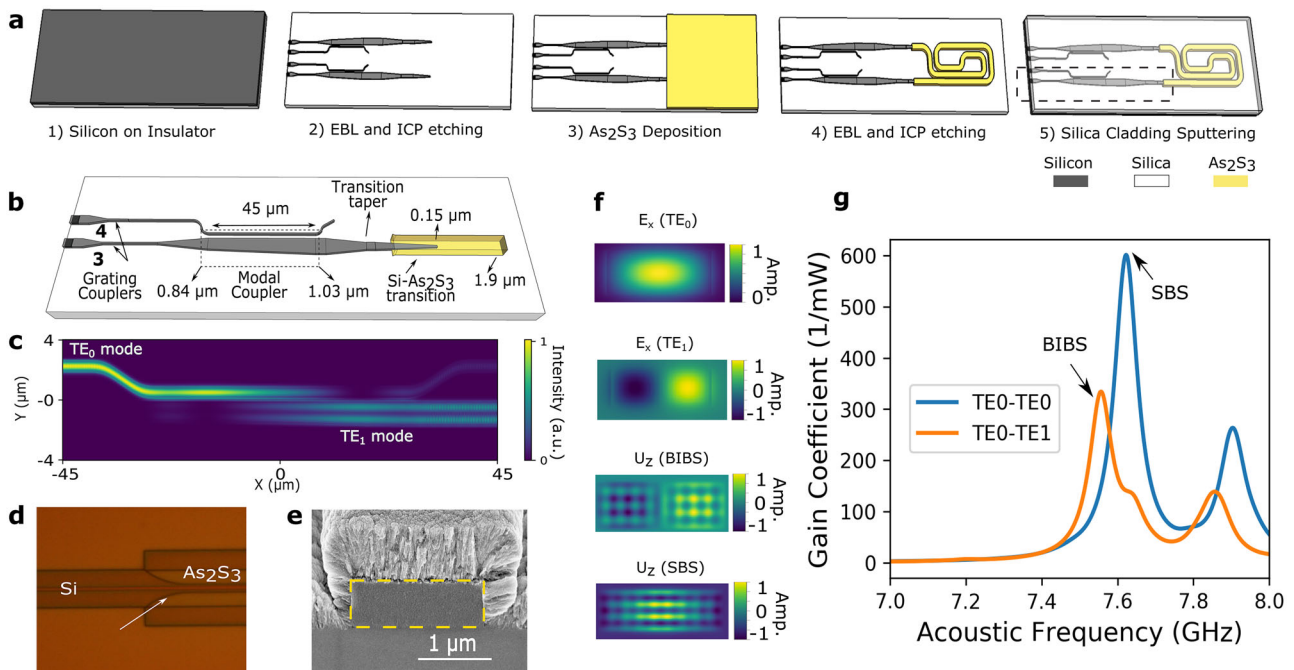 a
1) Silicon on Insulator
2) EBL and ICP etching
3) As2S3 Deposition
4) EBL and ICP etching
5) Silica Cladding Sputtering
Silicon
Silica
As2S3
b
45 µm
Transition
taper
0.15 µm
4
3
Grating
Couplers
0.84 µm
Modal
Coupler
1.03 µm
Si-As2S3
transition
1.9 µm
c
TE0 mode
TE1 mode
4
-0
-4
Y (µm)
-45
0
45
X (µm)
1
0
Intensity (a.u.)
d
Si
As2S3
e
1 µm
f
Ex (TE0)
1
0
Amp.
Ex (TE1)
1
0
-1
Amp.
Uz (BIBS)
1
0
-1
Amp.
Uz (SBS)
1
0
-1
Amp.
g
Gain Coefficient (1/mW)
600
500
400
300
200
100
0
SBS
BIBS
TE0-TE0
TE0-TE1
7.0
7.2
7.4
7.6
7.8
8.0
Acoustic Frequency (GHz)